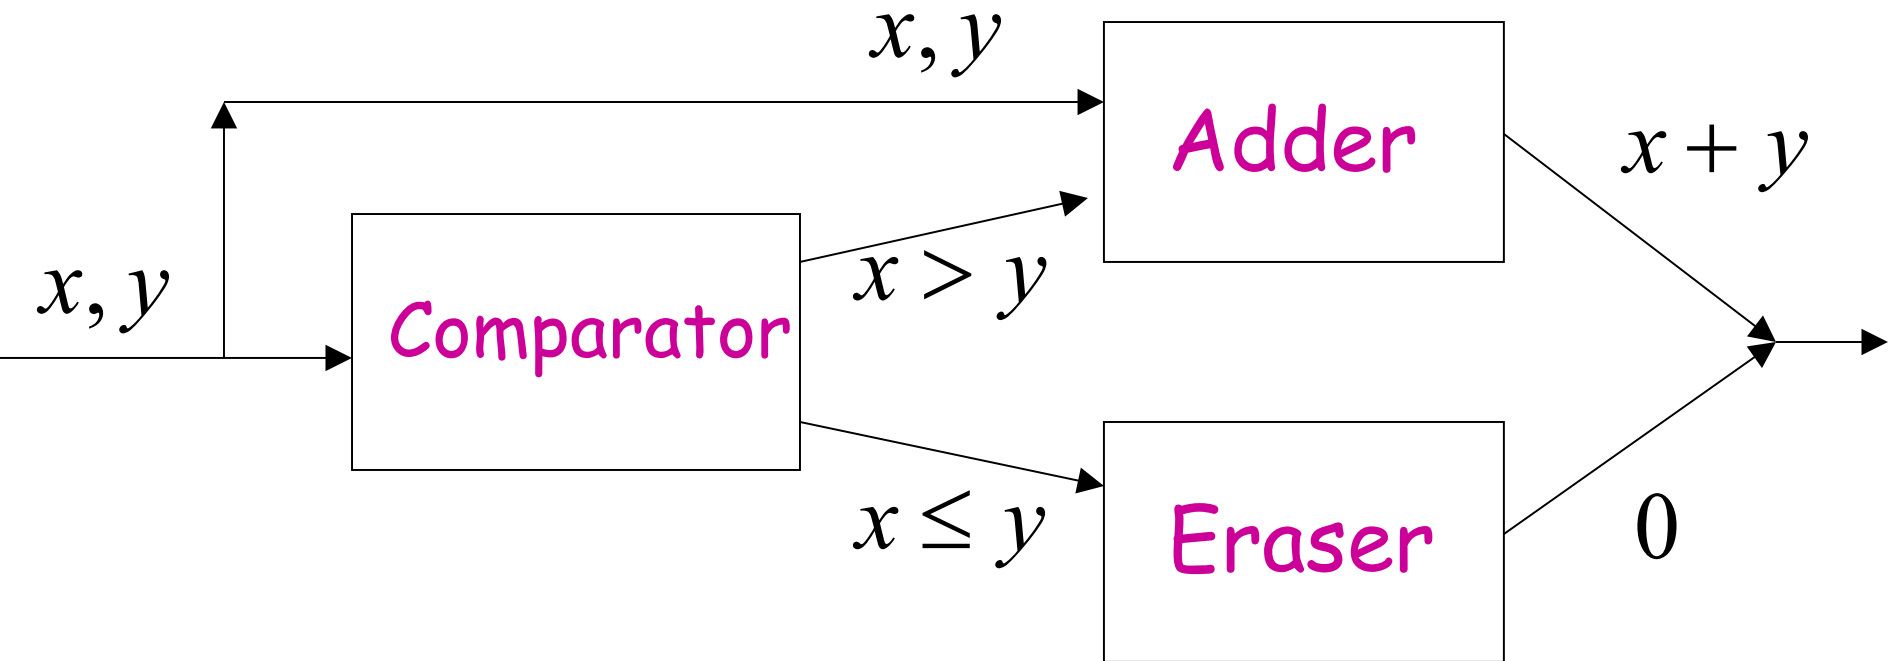 x, y
Adder
x + y
x, y
x > y
Comparator
x ≤ y
Eraser
0